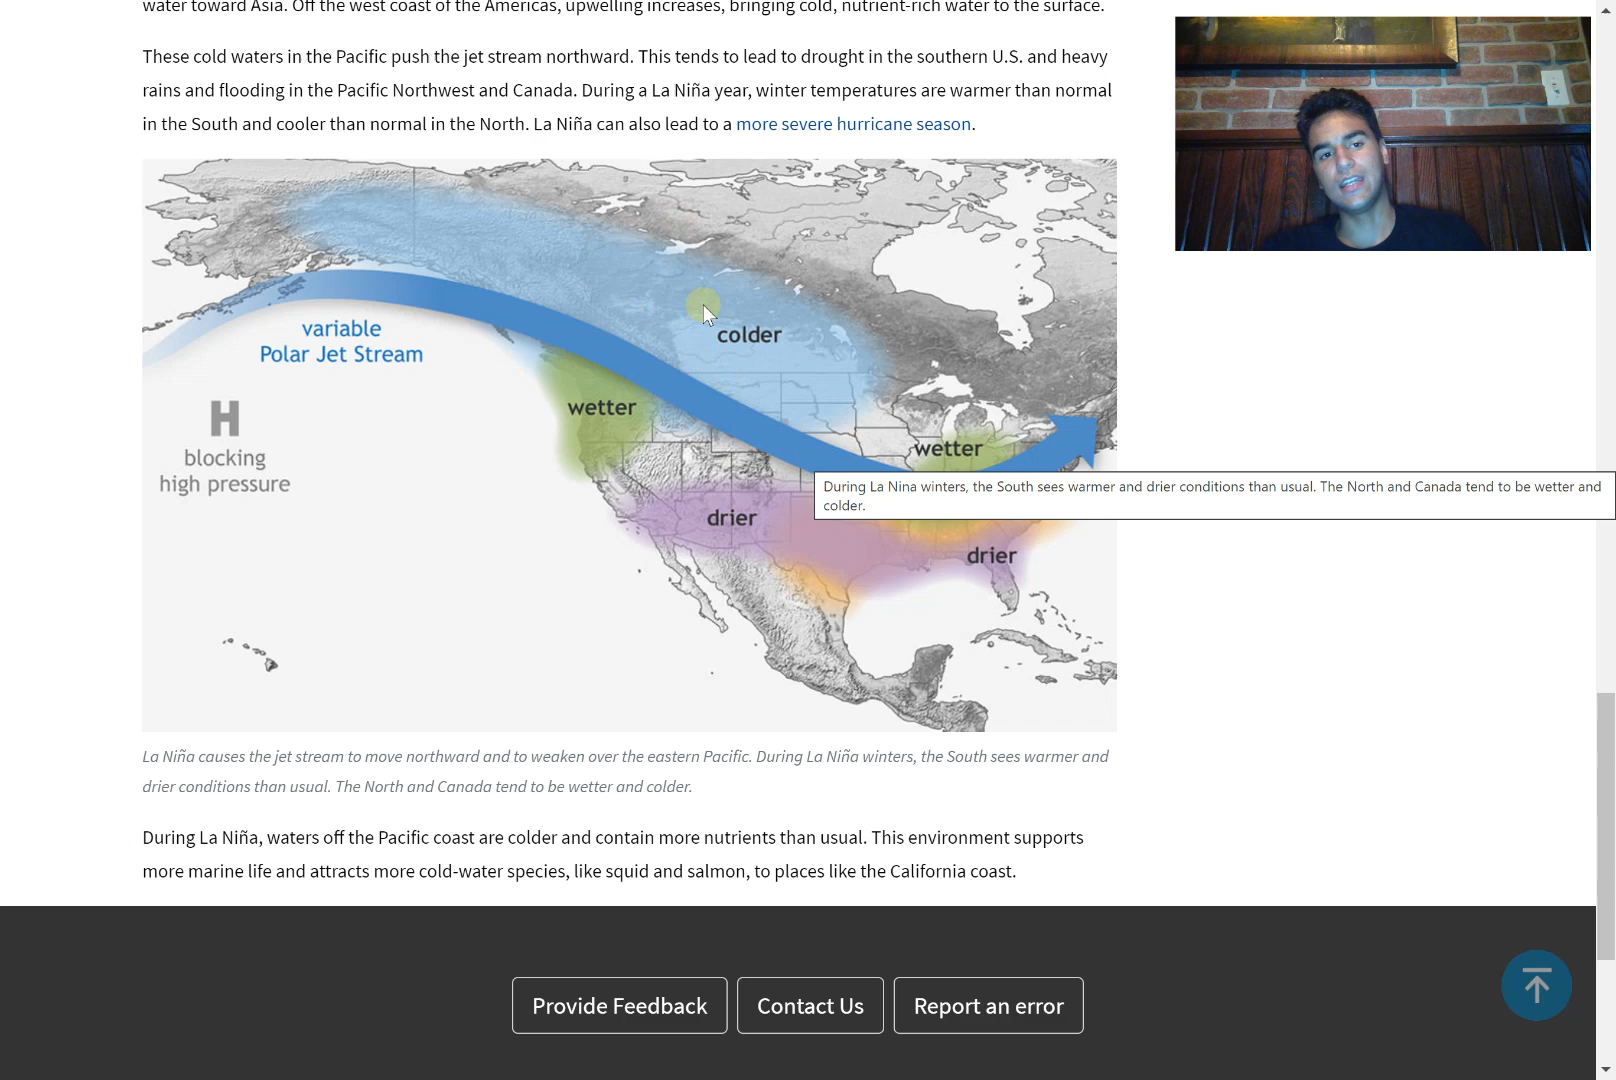 water toward Asia. Off the west coast of the Americas, upwelling increases, bringing cold, nutrient-rich water to the surface.
These cold waters in the Pacific push the jet stream northward. This tends to lead to drought in the southern U.S. and heavy
rains and flooding in the Pacific Northwest and Canada. During a La Niña year, winter temperatures are warmer than normal
in the South and cooler than normal in the North. La Niña can also lead to a more severe hurricane season.
colder
variable
Polar Jet Stream
wetter
H
blocking
high pressure
wetter
During La Nina winters, the South sees warmer and drier conditions than usual. The North and Canada tend to be wetter and
colder.
drier
drier
La Niña causes the jet stream to move northward and to weaken over the eastern Pacific. During La Niña winters, the South sees warmer and
drier conditions than usual. The North and Canada tend to be wetter and colder.
During La Niña, waters off the Pacific coast are colder and contain more nutrients than usual. This environment supports
more marine life and attracts more cold-water species, like squid and salmon, to places like the California coast.
Provide Feedback
Contact Us
Report an error